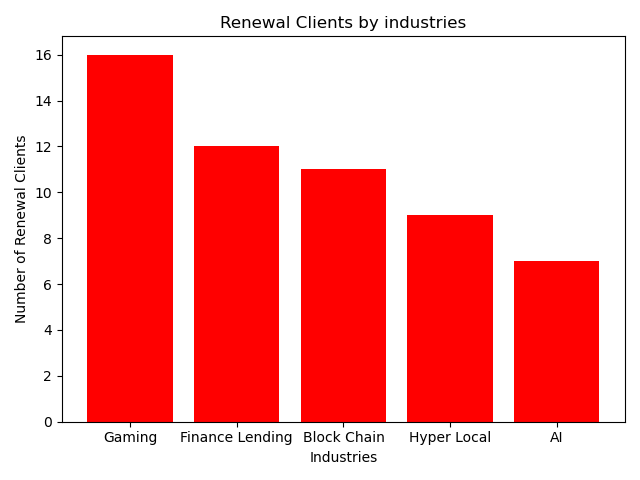 Renewal Clients by industries
Number of Renewal Clients
16
14
12
10
8
6
4
2
0
Gaming
Finance Lending
Block Chain
Hyper Local
AI
Industries